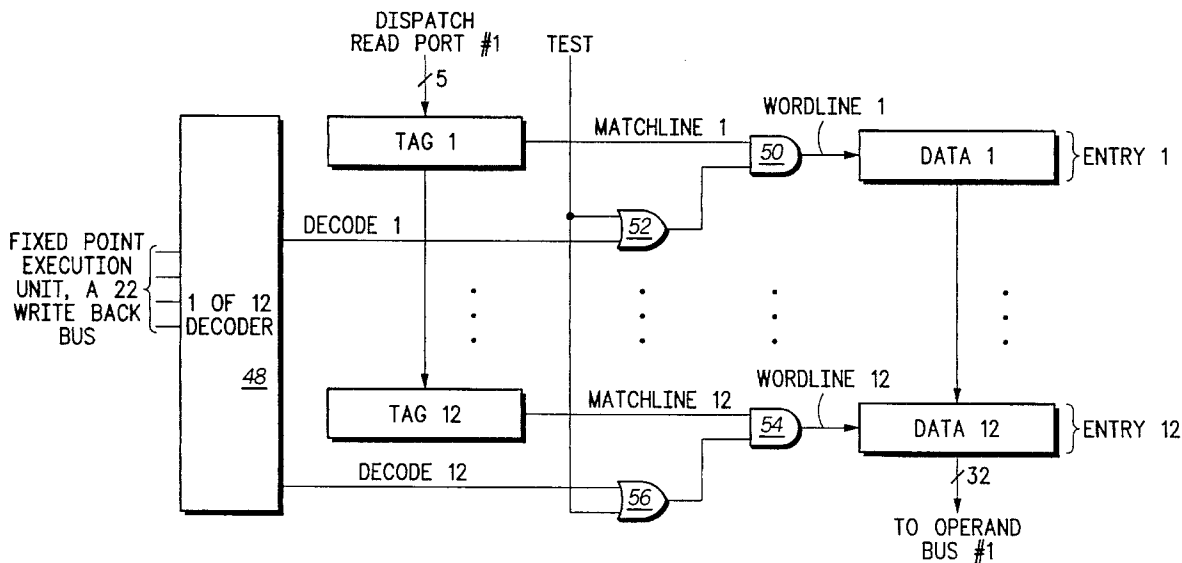 DISPATCH
READ PORT #1
TEST
5
TAG 1
MATCHLINE 1
50
WORDLINE 1
DATA 1
ENTRY 1
DECODE 1
52
FIXED POINT
EXECUTION
UNIT, A 22
WRITE BACK
BUS
1 OF 12
DECODER
48
TAG 12
MATCHLINE 12
54
WORDLINE 12
DATA 12
ENTRY 12
DECODE 12
56
32
TO OPERAND
BUS #1